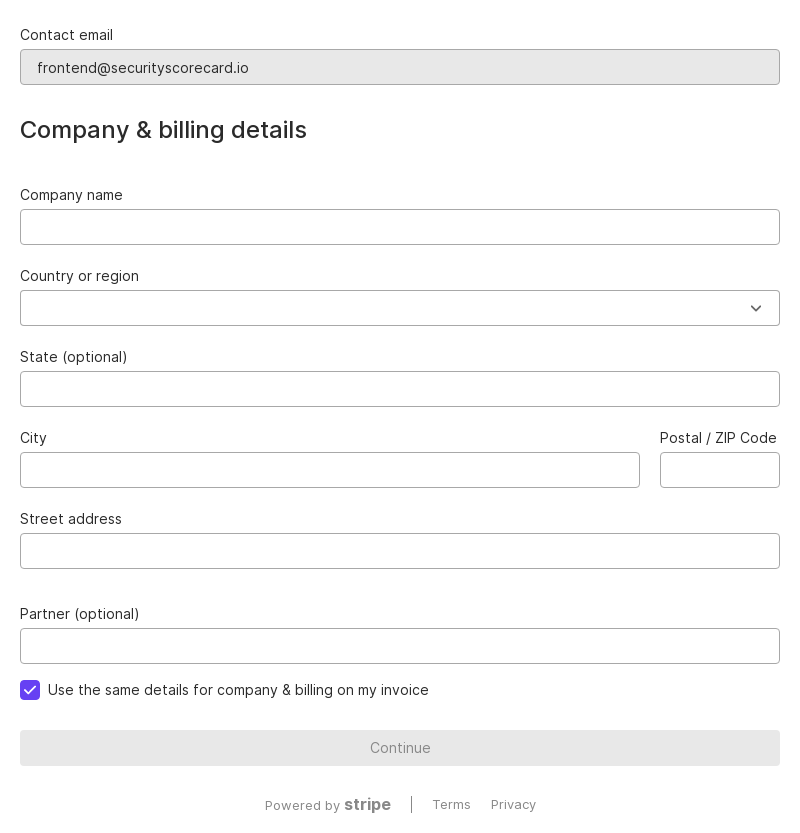 Contact email
frontend@securityscorecard.io
Company & billing details
Company name
Country or region
State (optional)
City
Postal / ZIP Code
Street address
Partner (optional)
Use the same details for company & billing on my invoice
Continue
Powered by stripe
Terms
Privacy